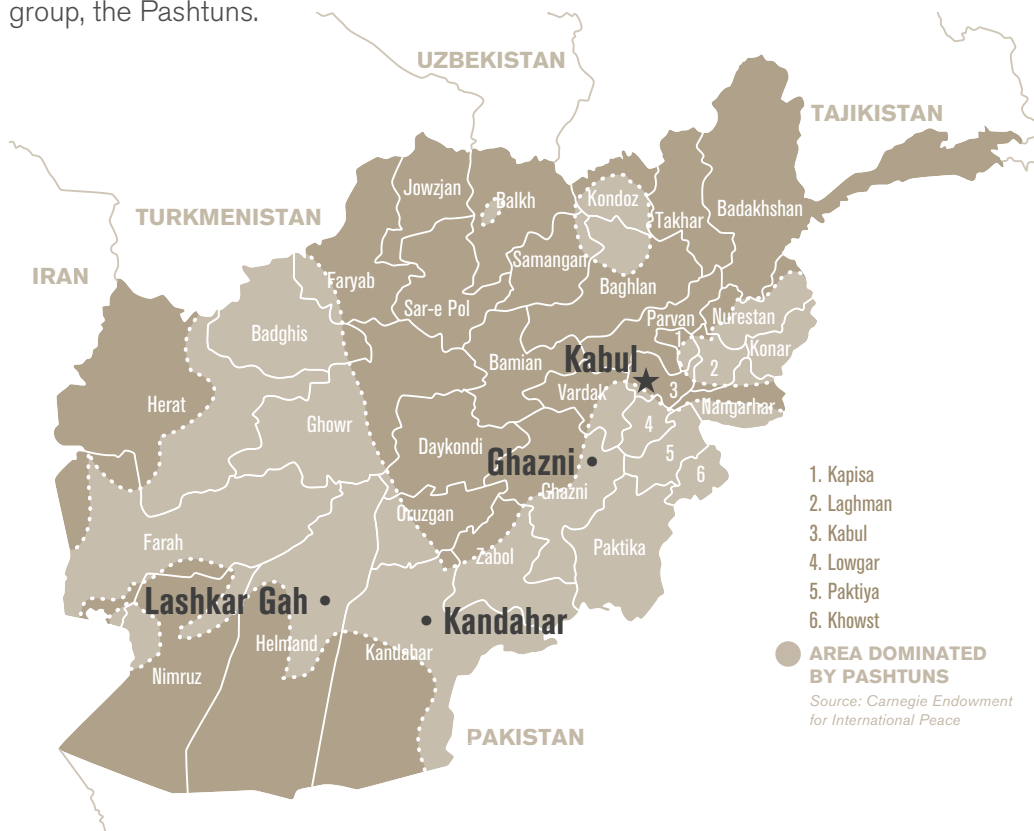 group, the Pashtuns.
UZBEKISTAN
TAJIKISTAN
TURKMENISTAN
IRAN
Jowzjan
Balkh
Kondoz
Takhar
Badakhshan
Faryab
Samangan
Baghlan
Sar-e Pol
Badghis
Parvan
Nurestan
1
Konar
Bamian
Kabul
2
Vardak
3
Herat
Nangarhar
Ghowr
4
Daykondi
Ghazni
5
6
Ghazni
Oruzgan
Farah
Zabol
Paktika
Lashkar Gah
Kandahar
Helmand
Kandahar
Nimruz
PAKISTAN
1. Kapisa
2. Laghman
3. Kabul
4. Lowgar
5. Paktiya
6. Khowst
AREA DOMINATED
BY PASHTUNS
Source: Carnegie Endowment
for International Peace